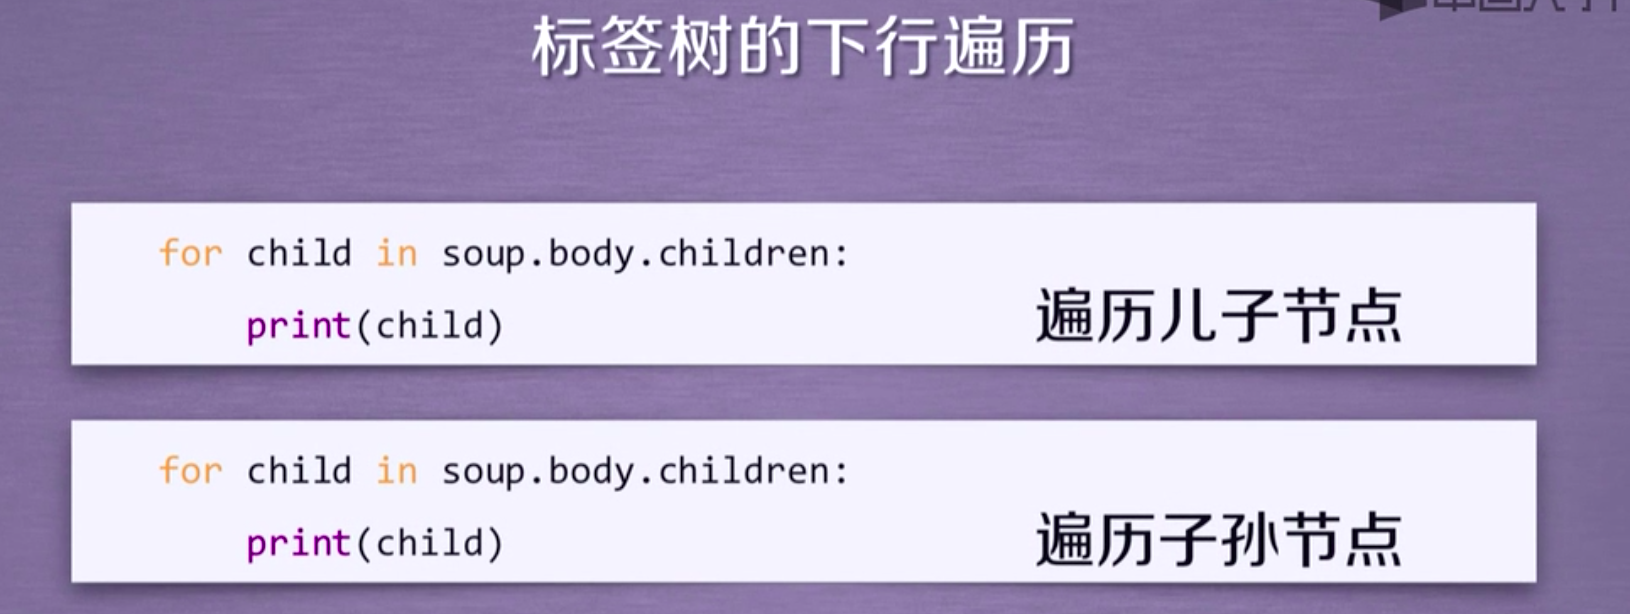 标签树的下行遍历
for child in soup.body.children:
    print(child)
遍历儿子节点
for child in soup.body.children:
    print(child)
遍历子孙节点